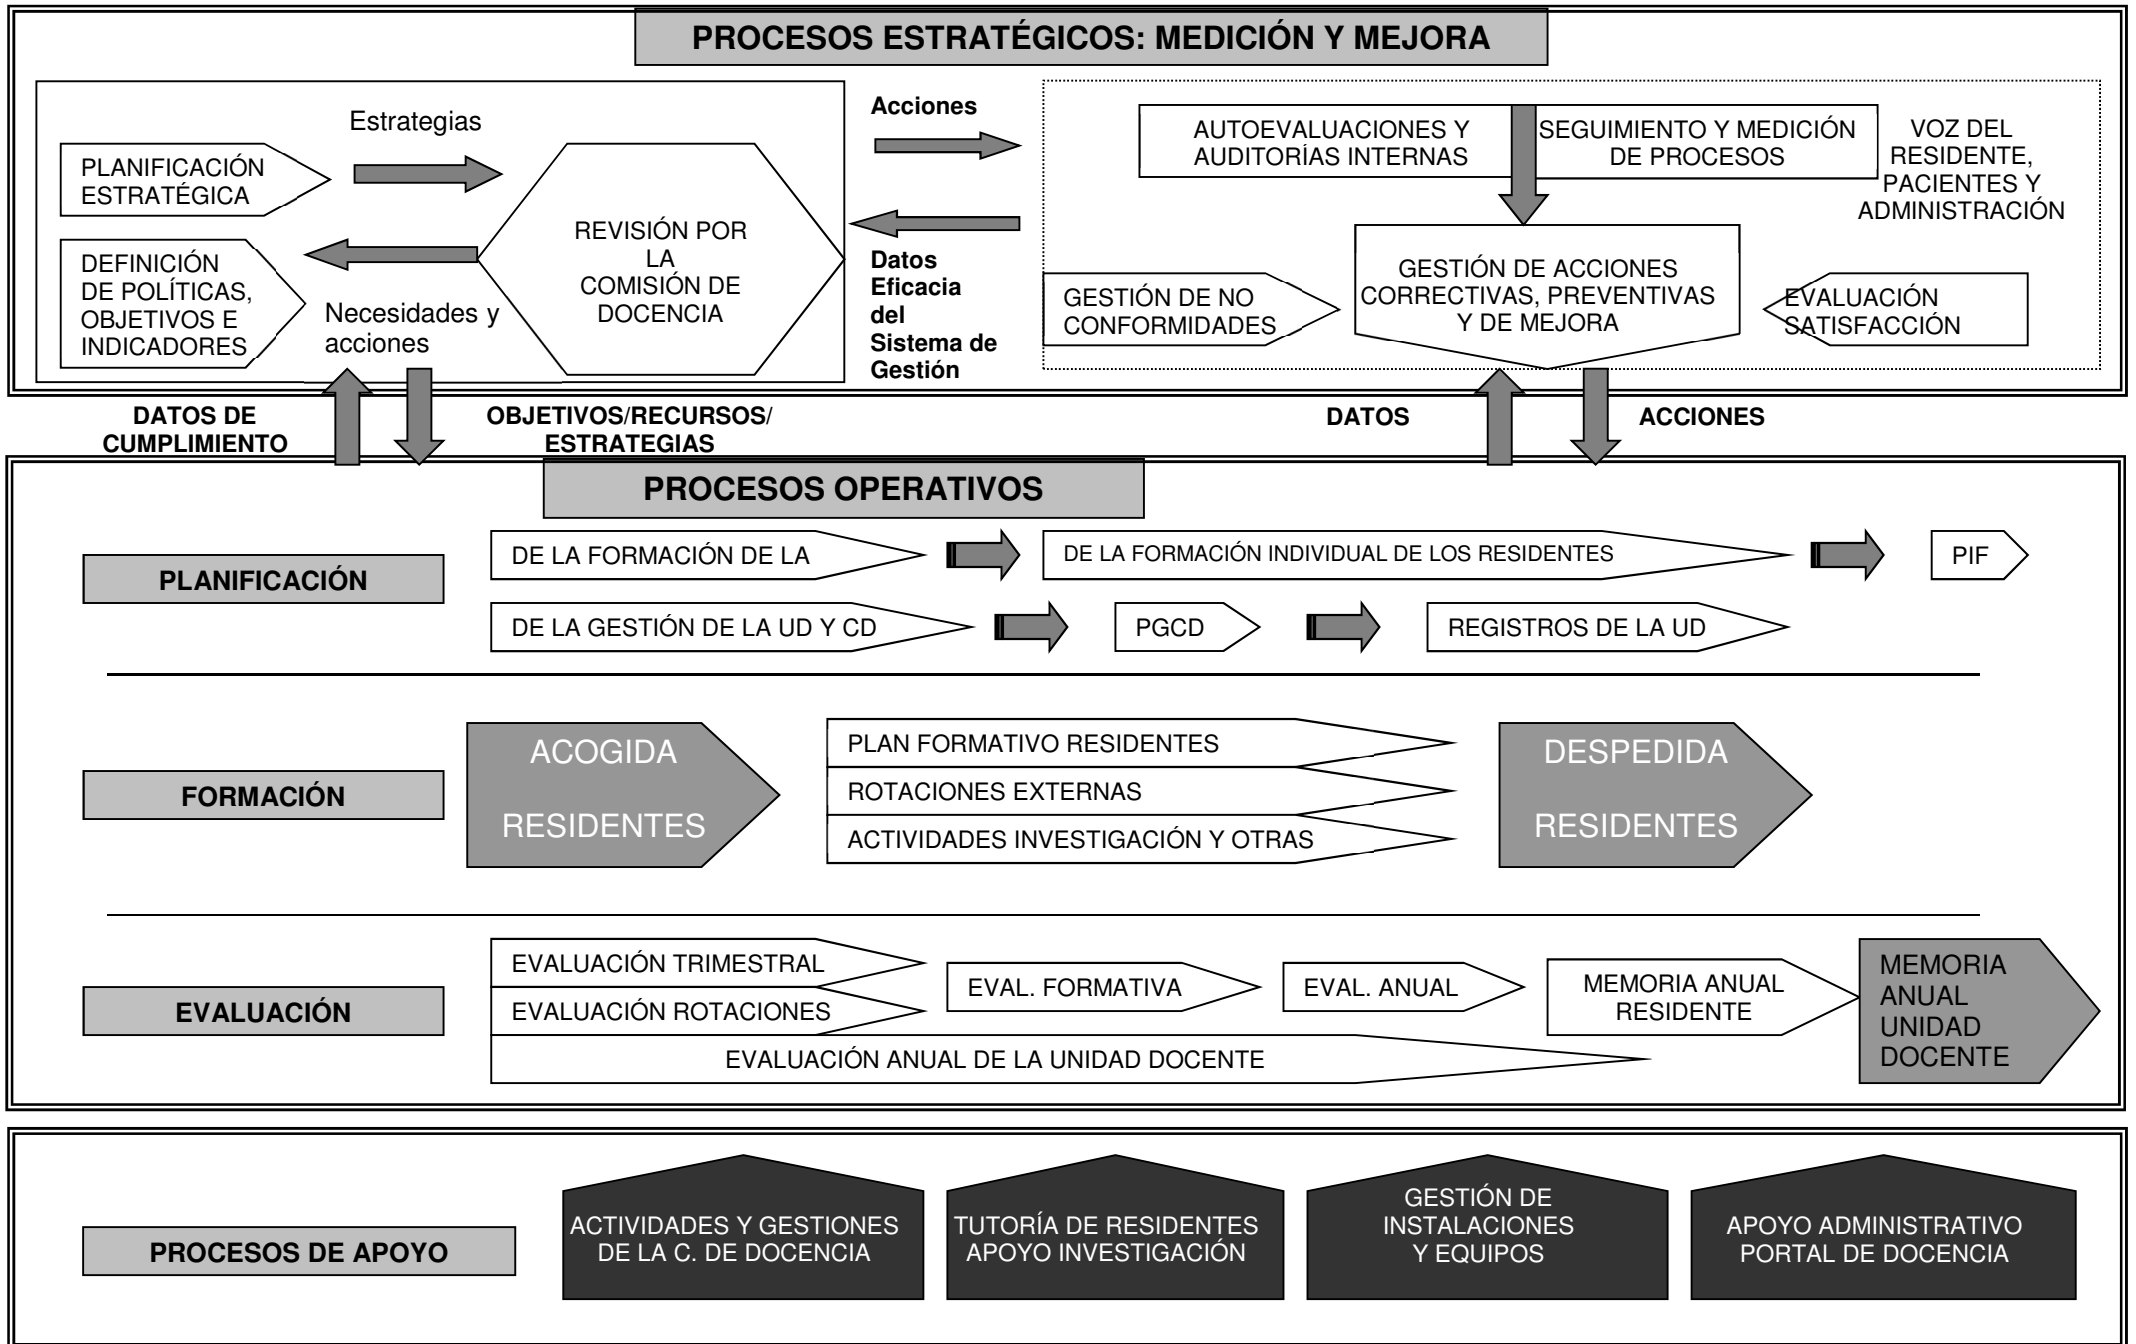 PROCESOS ESTRATÉGICOS: MEDICIÓN Y MEJORA
Estrategias
PLANIFICACIÓN
ESTRATÉGICA
DEFINICIÓN
DE POLÍTICAS,
OBJETIVOS E
INDICADORES
Necesidades y
acciones
REVISIÓN POR
LA
COMISIÓN DE
DOCENCIA
Acciones
Datos
Eficacia
del
Sistema de
Gestión
AUTOEVALUACIONES Y
AUDITORÍAS INTERNAS
SEGUIMIENTO Y MEDICIÓN
DE PROCESOS
VOZ DEL
RESIDENTE,
PACIENTES Y
ADMINISTRACIÓN
GESTIÓN DE NO
CONFORMIDADES
GESTIÓN DE ACCIONES
CORRECTIVAS, PREVENTIVAS
Y DE MEJORA
EVALUACIÓN
SATISFACCIÓN
DATOS DE
CUMPLIMIENTO
OBJETIVOS/RECURSOS/
ESTRATEGIAS
DATOS
ACCIONES
PROCESOS OPERATIVOS
PLANIFICACIÓN
DE LA FORMACIÓN DE LA
DE LA FORMACIÓN INDIVIDUAL DE LOS RESIDENTES
PIF
DE LA GESTIÓN DE LA UD Y CD
PGCD
REGISTROS DE LA UD
FORMACIÓN
ACOGIDA
RESIDENTES
PLAN FORMATIVO RESIDENTES
ROTACIONES EXTERNAS
ACTIVIDADES INVESTIGACIÓN Y OTRAS
DESPEDIDA
RESIDENTES
EVALUACIÓN
EVALUACIÓN TRIMESTRAL
EVALUACIÓN ROTACIONES
EVALUACIÓN ANUAL DE LA UNIDAD DOCENTE
EVAL. FORMATIVA
EVAL. ANUAL
MEMORIA ANUAL
RESIDENTE
MEMORIA
ANUAL
UNIDAD
DOCENTE
PROCESOS DE APOYO
ACTIVIDADES Y GESTIONES
DE LA C. DE DOCENCIA
TUTORÍA DE RESIDENTES
APOYO INVESTIGACIÓN
GESTIÓN DE
INSTALACIONES
Y EQUIPOS
APOYO ADMINISTRATIVO
PORTAL DE DOCENCIA